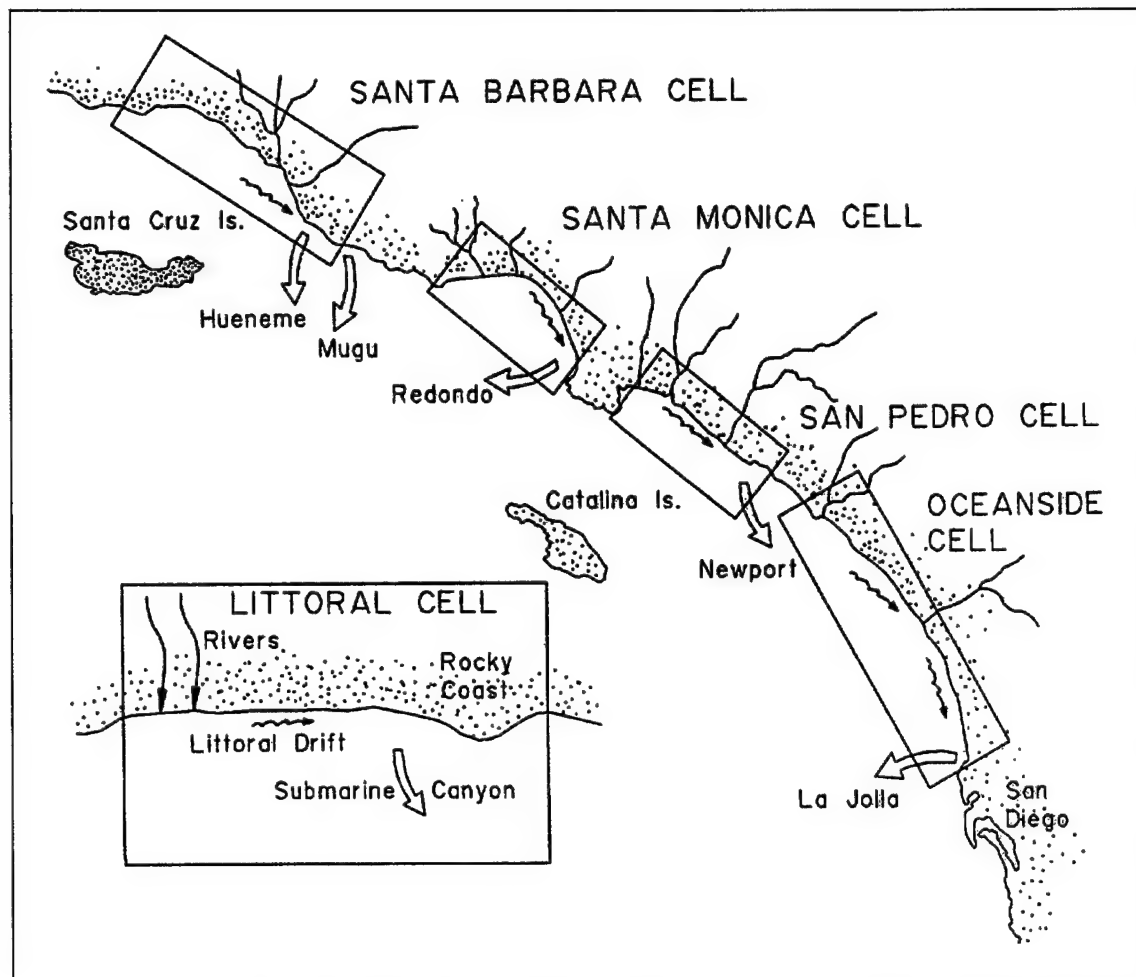 SANTA BARBARA CELL
Santa Cruz Is.
SANTA MONICA CELL
Hueneme
Mugu
Redondo
SAN PEDRO CELL
Catalina Is.
OCEANSIDE
CELL
Newport
LITTORAL CELL
Rivers
Rocky
Coast
Littoral Drift
Submarine Canyon
La Jolla
San
Diego